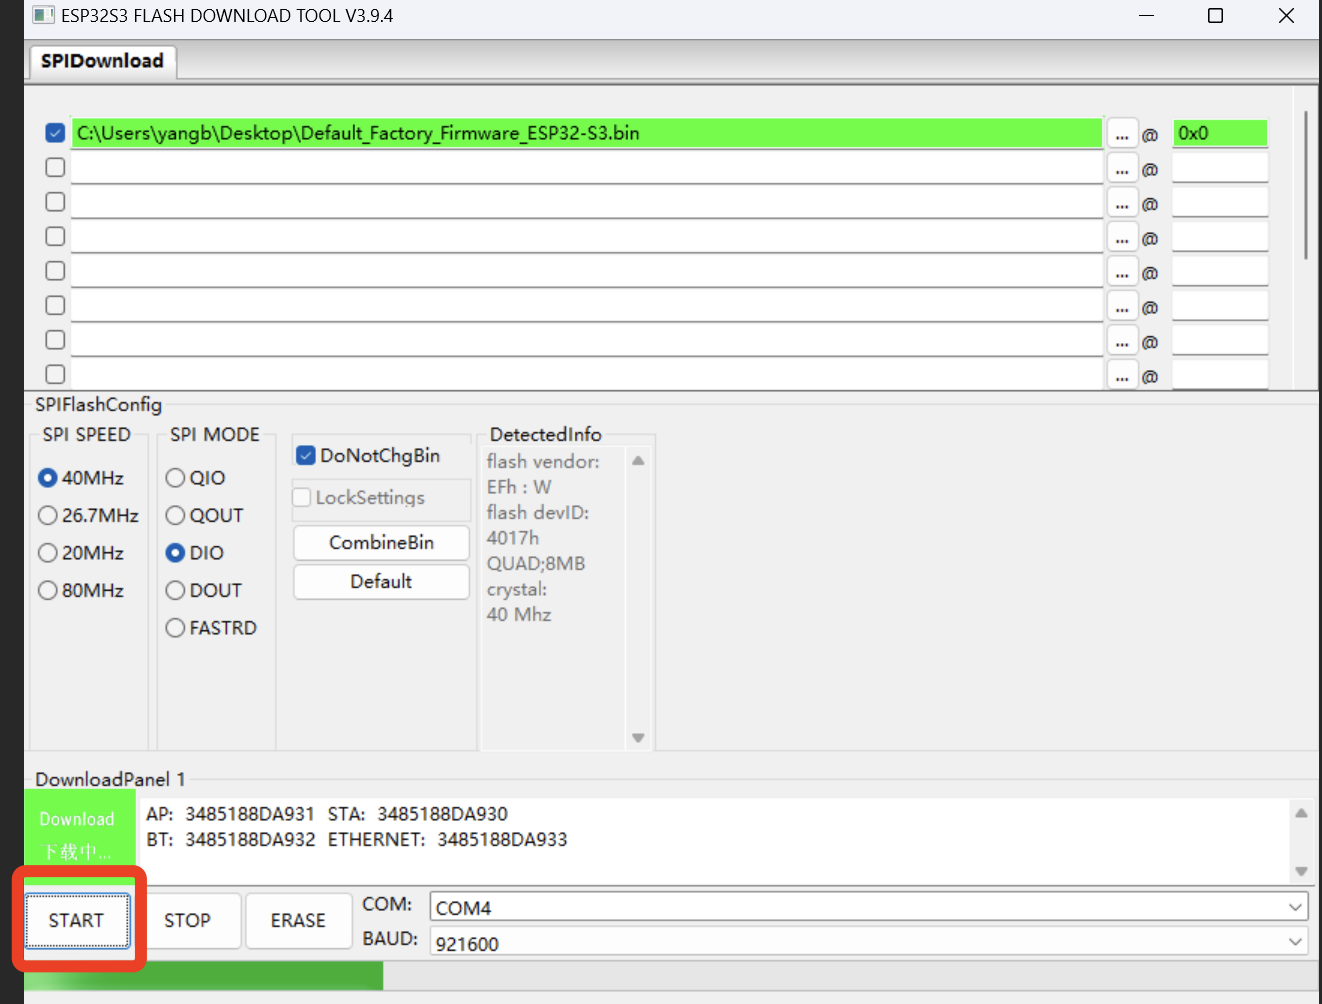 ESP32S3 FLASH DOWNLOAD TOOL V3.9.4
SPIDownload
C:\Users\yangb\Desktop\Default_Factory_Firmware_ESP32-S3.bin ... @ 0x0
... @
... @
... @
... @
... @
... @
... @
SPIFlashConfig
SPI SPEED
40MHz
26.7MHz
20MHz
80MHz
SPI MODE
QIO
QOUT
DIO
DOUT
FASTRD
DoNotChgBin
LockSettings
CombineBin
Default
DetectedInfo
flash vendor:
EFh : W
flash devID:
4017h
QUAD;8MB
crystal:
40 Mhz
DownloadPanel 1
Download
下载中...
AP: 3485188DA931 STA: 3485188DA930
BT: 3485188DA932 ETHERNET: 3485188DA933
START
STOP
ERASE
COM: COM4
BAUD: 921600